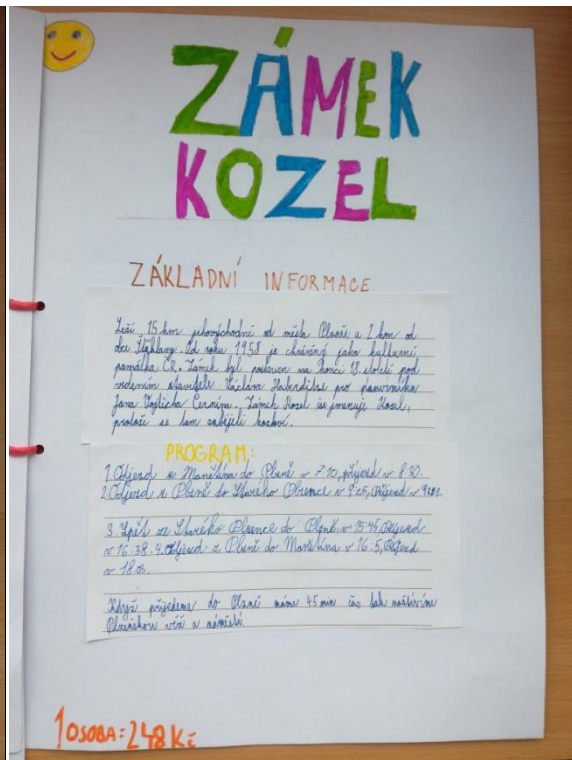 ZÁMEK
KOZEL
ZÁKLADNÍ INFORMACE
Leží 15 km jihovýchodně od města Plzně a 2 km od
obce Šťáhlavy. Od roku 1958 je chráněný jako kulturní
památka ČR. Zámek byl postaven na konci 18. století pod
vedením stavitele Václava Haberditze pro
Jana Vojtěcha Černína. Zámek Kozel se jmenuje Kozel,
protože se tam zabíjeli kozlové.
PROGRAM:
1. Odjezd z Manětína do Plzně v 7:10, příjezd v 8:30.
2. Odjezd z Plzně do Starého Plzence v 9:05, Příjezd v
3. Zpět ze Starého Plzence do Plzně v 15:45, Příjezd
v 16:38. 4. Odjezd z Plzně do Manětína v 16:5, Příjezd
v 18:03.
Když přijedeme do Plzně máme 45 min čas tak navštívíme
Plzeňskou věž a náměstí.
1 OSOBA = 248 Kč